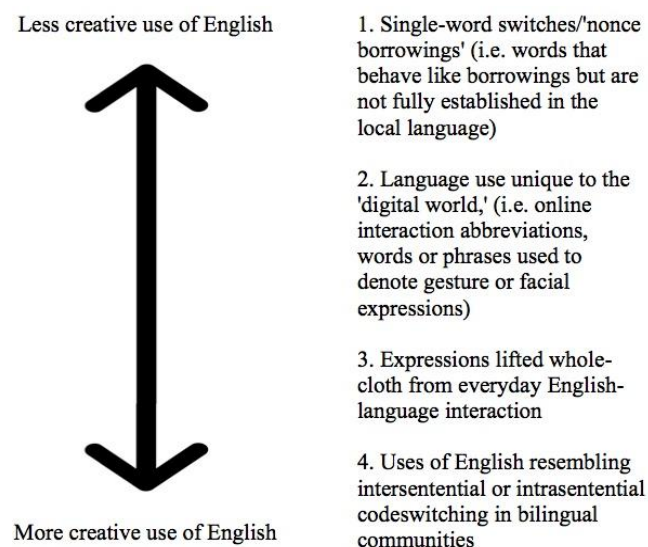 Less creative use of English
1. Single-word switches/'nonce
borrowings' (i.e. words that
behave like borrowings but are
not fully established in the
local language)
2. Language use unique to the
'digital world,' (i.e. online
interaction abbreviations,
words or phrases used to
denote gesture or facial
expressions)
3. Expressions lifted whole-
cloth from everyday English-
language interaction
4. Uses of English resembling
intersentential or intrasentential
codeswitching in bilingual
communities
More creative use of English